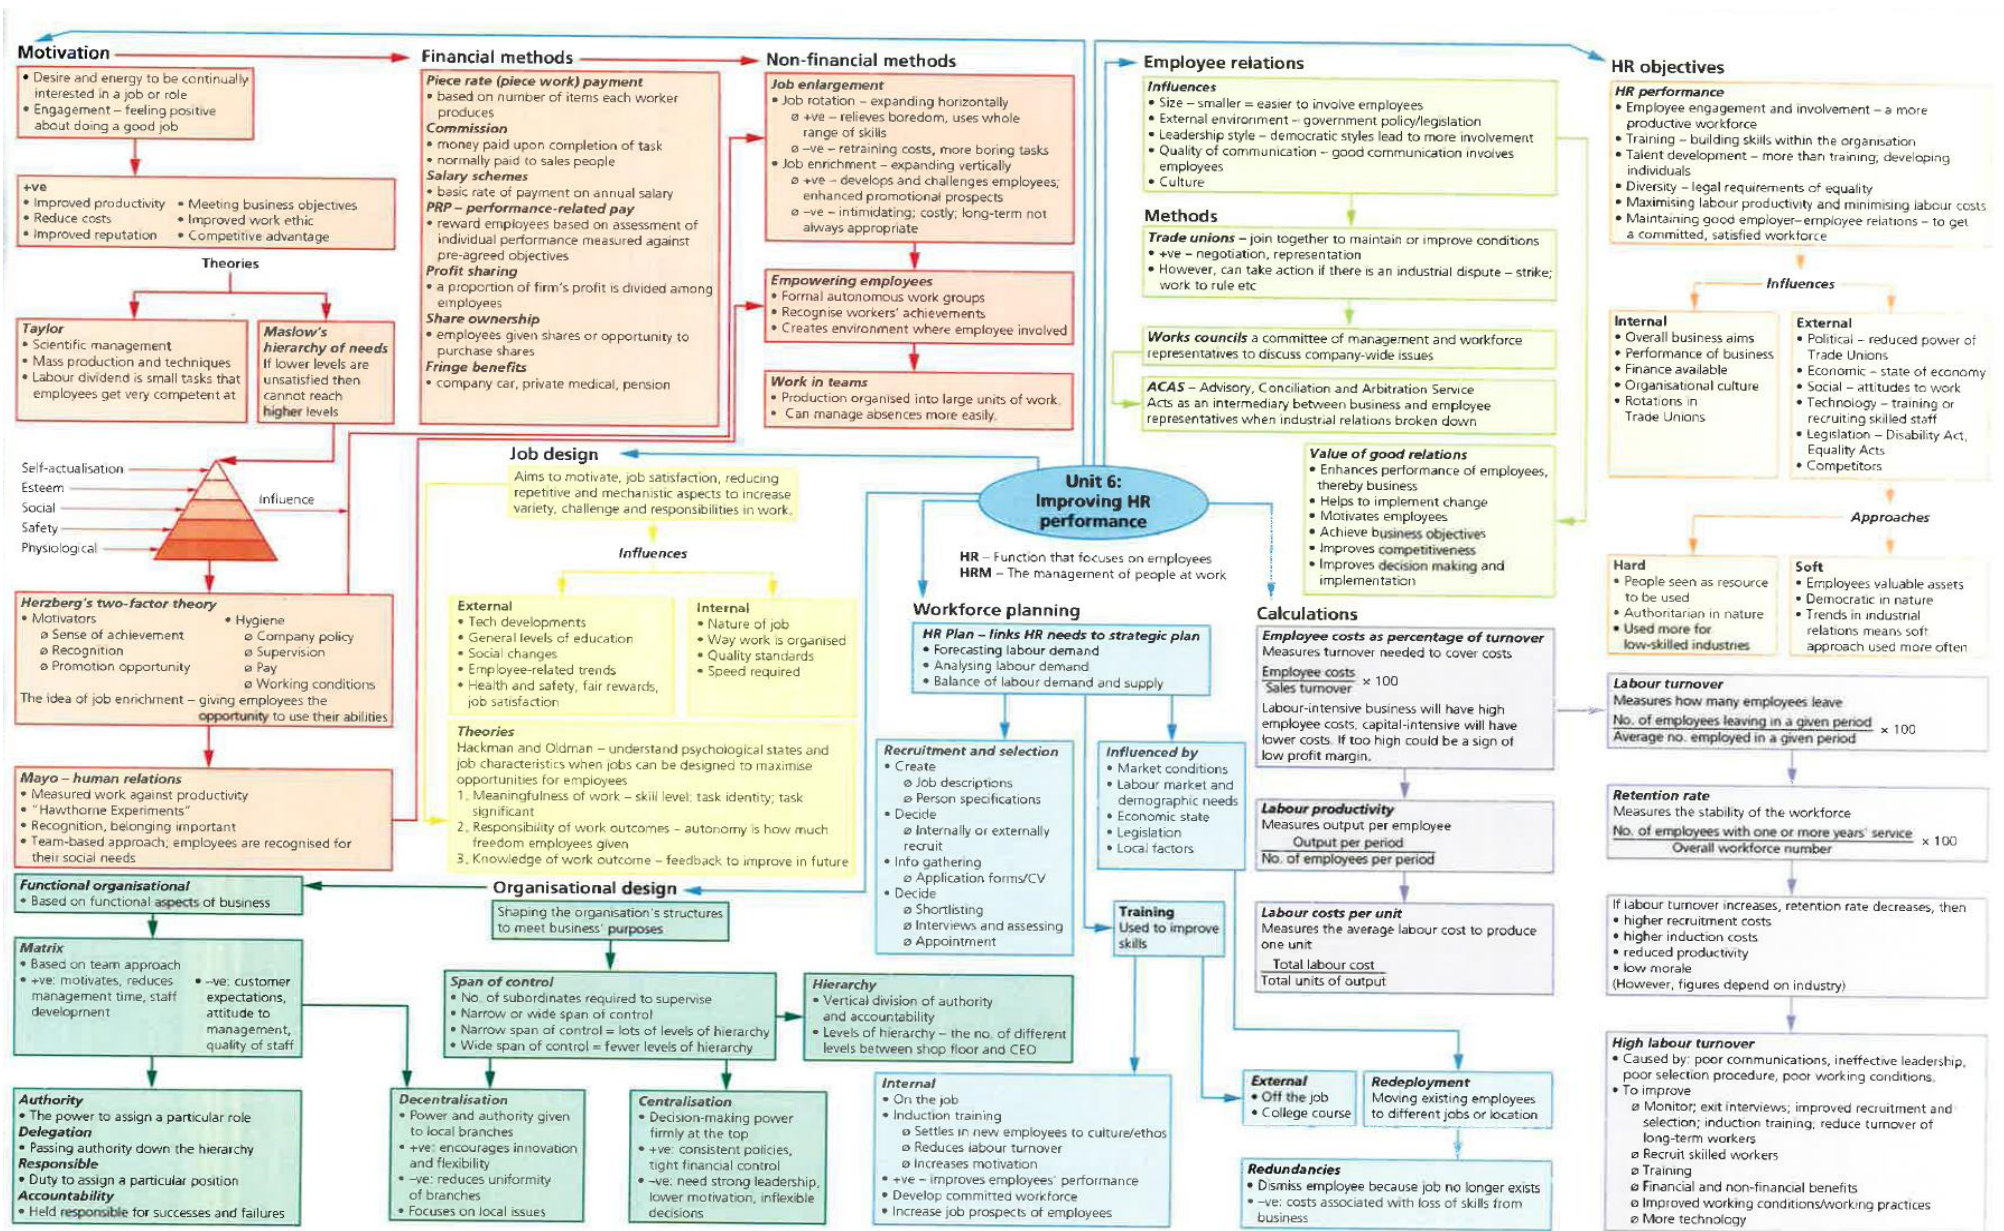 Motivation
• Desire and energy to be continually
interested in a job or role
• Engagement – feeling positive
about doing a good job
+ve
• Improved productivity
• Reduce costs
• Improved reputation
• Meeting business objectives
• Improved work ethic
• Competitive advantage
Theories
Taylor
• Scientific management
• Mass production and techniques
• Labour dividend is small tasks that
employees get very competent at
Maslow's
hierarchy of needs
If lower levels are
unsatisfied then
cannot reach
higher levels
Self-actualisation
Esteem
Social
Safety
Physiological
Influence
Herzberg's two-factor theory
• Motivators
ø Sense of achievement
ø Recognition
ø Promotion opportunity
• Hygiene
ø Company policy
ø Supervision
ø Pay
ø Working conditions
The idea of job enrichment – giving employees the
opportunity to use their abilities
Mayo – human relations
• Measured work against productivity
• "Hawthorne Experiments"
• Recognition, belonging important
• Team-based approach; employees are recognised for
their social needs
Financial methods
Piece rate (piece work) payment
• based on number of items each worker
produces
Commission
• money paid upon completion of task
• normally paid to sales people
Salary schemes
• basic rate of payment on annual salary
PRP – performance-related pay
• reward employees based on assessment of
individual performance measured against
pre-agreed objectives
Profit sharing
• a proportion of firm's profit is divided among
employees
Share ownership
• employees given shares or opportunity to
purchase shares
Fringe benefits
• company car, private medical, pension
Non-financial methods
Job enlargement
• Job rotation – expanding horizontally
ø +ve – relieves boredom, uses whole
range of skills
ø –ve – retraining costs, more boring tasks
• Job enrichment – expanding vertically
ø +ve – develops and challenges employees;
enhanced promotional prospects
ø –ve – intimidating; costly; long-term not
always appropriate
Empowering employees
• Formal autonomous work groups
• Recognise workers' achievements
• Creates environment where employee involved
Work in teams
• Production organised into large units of work.
• Can manage absences more easily.
Employee relations
Influences
• Size – smaller = easier to involve employees
• External environment – government policy/legislation
• Leadership style – democratic styles lead to more involvement
• Quality of communication – good communication involves
employees
• Culture
Methods
Trade unions – join together to maintain or improve conditions
• +ve – negotiation, representation
• However, can take action if there is an industrial dispute – strike;
work to rule etc
Works councils a committee of management and workforce
representatives to discuss company-wide issues
ACAS – Advisory, Conciliation and Arbitration Service
Acts as an intermediary between business and employee
representatives when industrial relations broken down
Value of good relations
• Enhances performance of employees,
thereby business
• Helps to implement change
• Motivates employees
• Achieve business objectives
• Improves competitiveness
• Improves decision making and
implementation
HR objectives
HR performance
• Employee engagement and involvement – a more
productive workforce
• Training – building skills within the organisation
• Talent development – more than training; developing
individuals
• Diversity – legal requirements of equality
• Maximising labour productivity and minimising labour costs
• Maintaining good employer–employee relations – to get
a committed, satisfied workforce
Influences
Internal
• Overall business aims
• Performance of business
• Finance available
• Organisational culture
• Rotations in
Trade Unions
External
• Political – reduced power of
Trade Unions
• Economic – state of economy
• Social – attitudes to work
• Technology – training or
recruiting skilled staff
• Legislation – Disability Act,
Equality Acts
• Competitors
Approaches
Hard
• People seen as resource
to be used
• Authoritarian in nature
• Used more for
low-skilled industries
Soft
• Employees valuable assets
• Democratic in nature
• Trends in industrial
relations means soft
approach used more often
Job design
Aims to motivate, job satisfaction, reducing
repetitive and mechanistic aspects to increase
variety, challenge and responsibilities in work.
Influences
External
• Tech developments
• General levels of education
• Social changes
• Employee-related trends
• Health and safety, fair rewards,
job satisfaction
Internal
• Nature of job
• Way work is organised
• Quality standards
• Speed required
Theories
Hackman and Oldman – understand psychological states and
job characteristics when jobs can be designed to maximise
opportunities for employees
1. Meaningfulness of work – skill level; task identity; task
significant
2. Responsibility of work outcomes – autonomy is how much
freedom employees given
3. Knowledge of work outcome – feedback to improve in future
Unit 6:
Improving HR
performance
HR – Function that focuses on employees
HRM – The management of people at work
Workforce planning
HR Plan – links HR needs to strategic plan
• Forecasting labour demand
• Analysing labour demand
• Balance of labour demand and supply
Recruitment and selection
• Create
ø Job descriptions
ø Person specifications
• Decide
ø Internally or externally
recruit
• Info gathering
ø Application forms/CV
• Decide
ø Shortlisting
ø Interviews and assessing
ø Appointment
Influenced by
• Market conditions
• Labour market and
demographic needs
• Economic state
• Legislation
• Local factors
Training
Used to improve
skills
Internal
• On the job
• Induction training
ø Settles in new employees to culture/ethos
ø Reduces labour turnover
ø Increases motivation
• +ve – improves employees' performance
• Develop committed workforce
• Increase job prospects of employees
External
• Off the job
• College course
Redeployment
Moving existing employees
to different jobs or location
Redundancies
• Dismiss employee because job no longer exists
• –ve: costs associated with loss of skills from
business
Calculations
Employee costs as percentage of turnover
Measures turnover needed to cover costs
Employee costs
Sales turnover × 100
Labour-intensive business will have high
employee costs, capital-intensive will have
lower costs. If too high could be a sign of
low profit margin.
Labour productivity
Measures output per employee
Output per period
No. of employees per period
Labour costs per unit
Measures the average labour cost to produce
one unit
Total labour cost
Total units of output
Labour turnover
Measures how many employees leave
No. of employees leaving in a given period
Average no. employed in a given period × 100
Retention rate
Measures the stability of the workforce
No. of employees with one or more years' service
Overall workforce number × 100
If labour turnover increases, retention rate decreases, then
• higher recruitment costs
• higher induction costs
• reduced productivity
• low morale
(However, figures depend on industry)
High labour turnover
• Caused by: poor communications, ineffective leadership,
poor selection procedure, poor working conditions.
• To improve
ø Monitor; exit interviews; improved recruitment and
selection; induction training; reduce turnover of
long-term workers
ø Recruit skilled workers
ø Training
ø Financial and non-financial benefits
ø Improved working conditions/working practices
ø More technology
Organisational design
Shaping the organisation's structures
to meet business' purposes
Functional organisational
• Based on functional aspects of business
Matrix
• Based on team approach
• +ve: motivates, reduces
management time, staff
development
• –ve: customer
expectations,
attitude to
management,
quality of staff
Authority
• The power to assign a particular role
Delegation
• Passing authority down the hierarchy
Responsible
• Duty to assign a particular position
Accountability
• Held responsible for successes and failures
Span of control
• No. of subordinates required to supervise
• Narrow or wide span of control
• Narrow span of control = lots of levels of hierarchy
• Wide span of control = fewer levels of hierarchy
Hierarchy
• Vertical division of authority
and accountability
• Levels of hierarchy – the no. of different
levels between shop floor and CEO
Decentralisation
• Power and authority given
to local branches
• +ve: encourages innovation
and flexibility
• –ve: reduces uniformity
of branches
• Focuses on local issues
Centralisation
• Decision-making power
firmly at the top
• +ve: consistent policies,
tight financial control
• –ve: need strong leadership,
lower motivation, inflexible
decisions